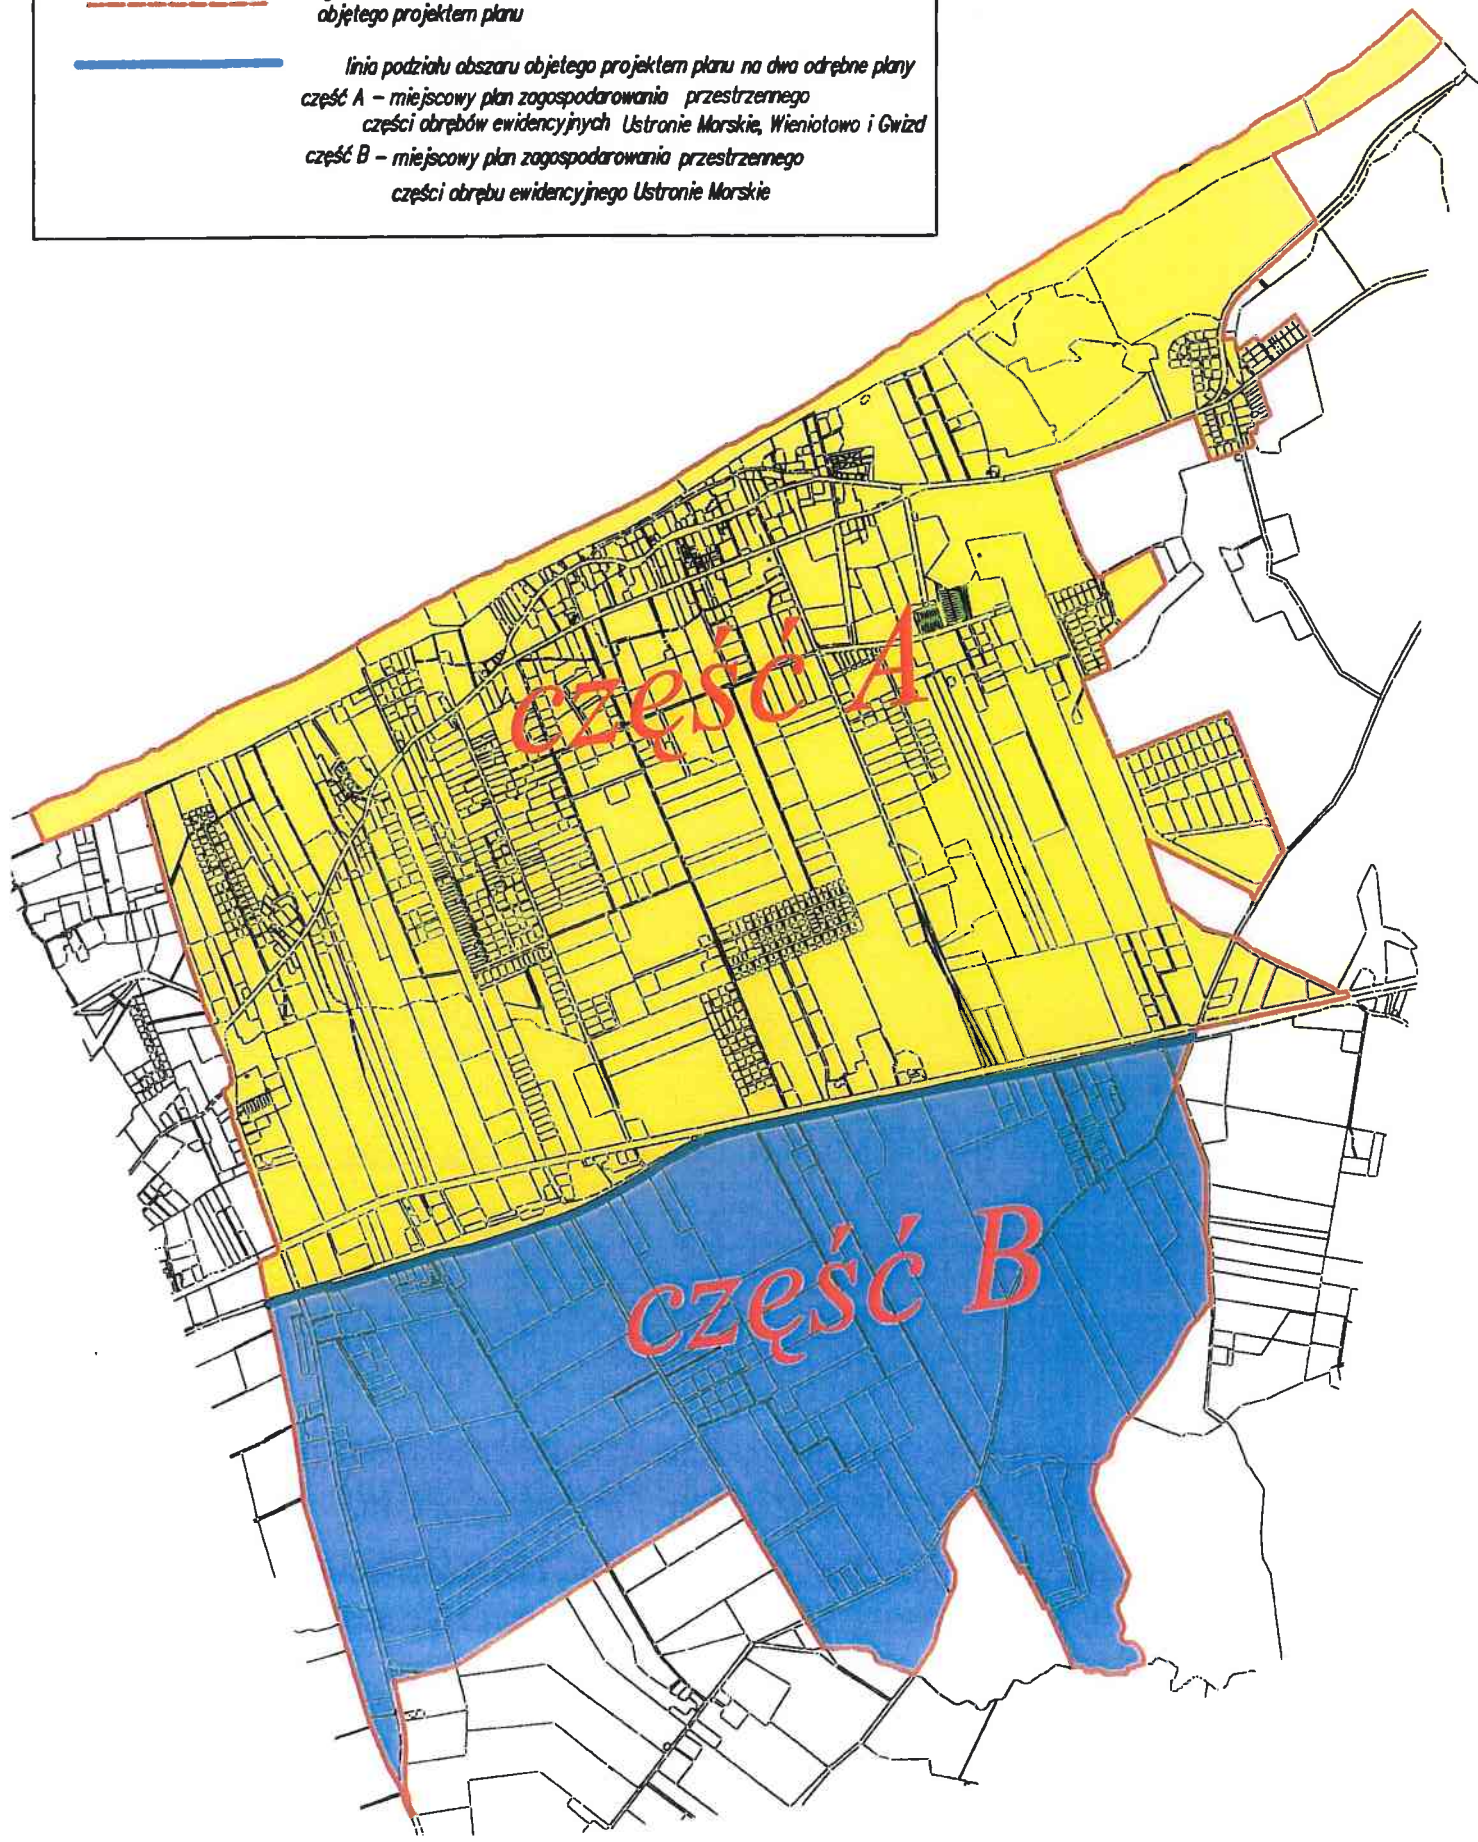 objętego projektem planu
linia podziału obszaru objetego projektem planu na dwa odrębne plany
część A – miejscowy plan zagospodarowania przestrzennego
części obrębów ewidencyjnych Ustronie Morskie, Wieniotowo i Gwizd
część B – miejscowy plan zagospodarowania przestrzennego
części obrębu ewidencyjnego Ustronie Morskie
część A
część B